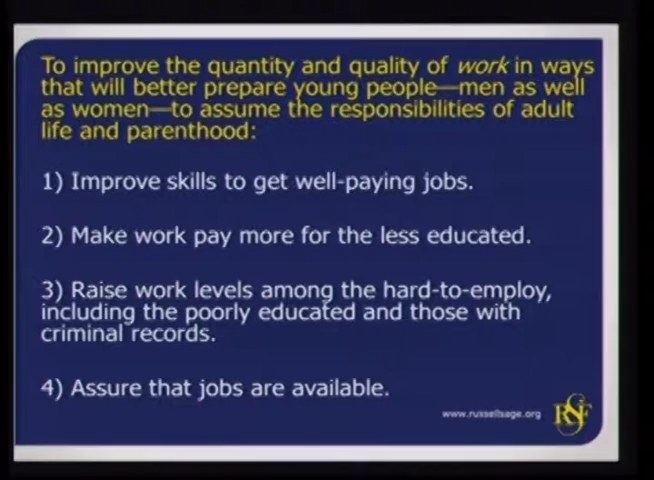 To improve the quantity and quality of work in ways
that will better prepare young people—men as well
as women—to assume the responsibilities of adult
life and parenthood:
1) Improve skills to get well-paying jobs.
2) Make work pay more for the less educated.
3) Raise work levels among the hard-to-employ,
including the poorly educated and those with
criminal records.
4) Assure that jobs are available.
www.russellsage.org
RSF